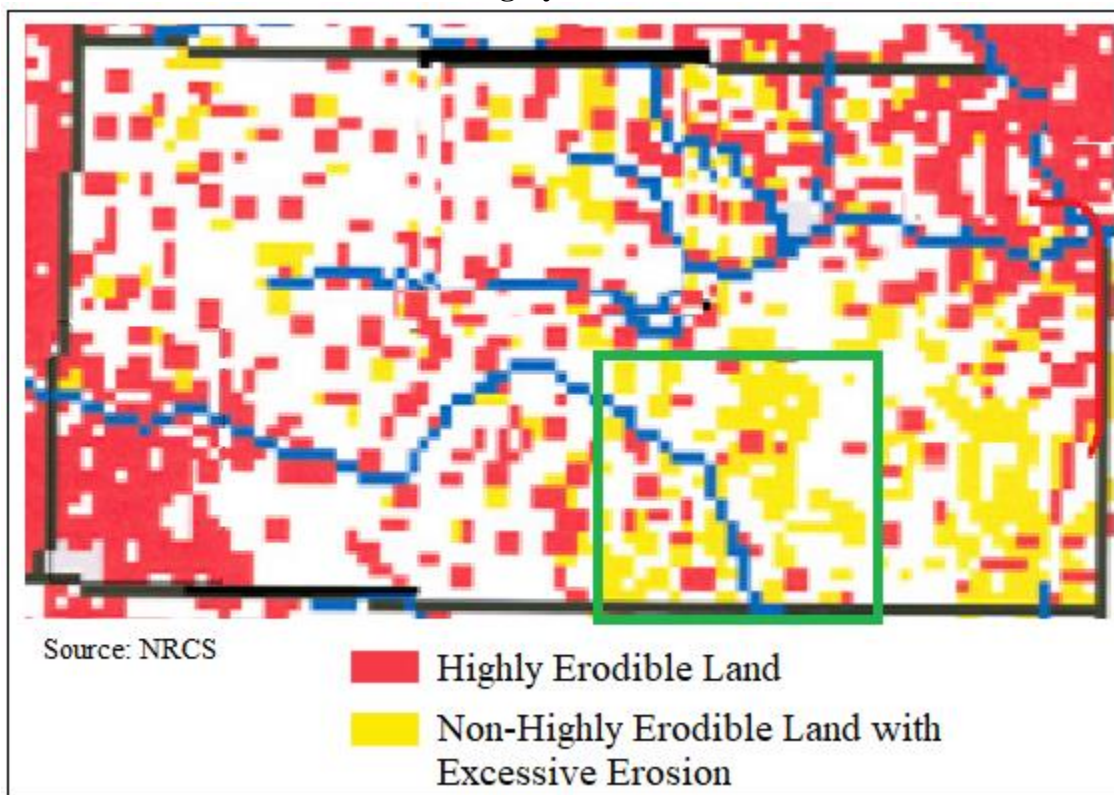 Source: NRCS
Highly Erodible Land
Non-Highly Erodible Land with
Excessive Erosion